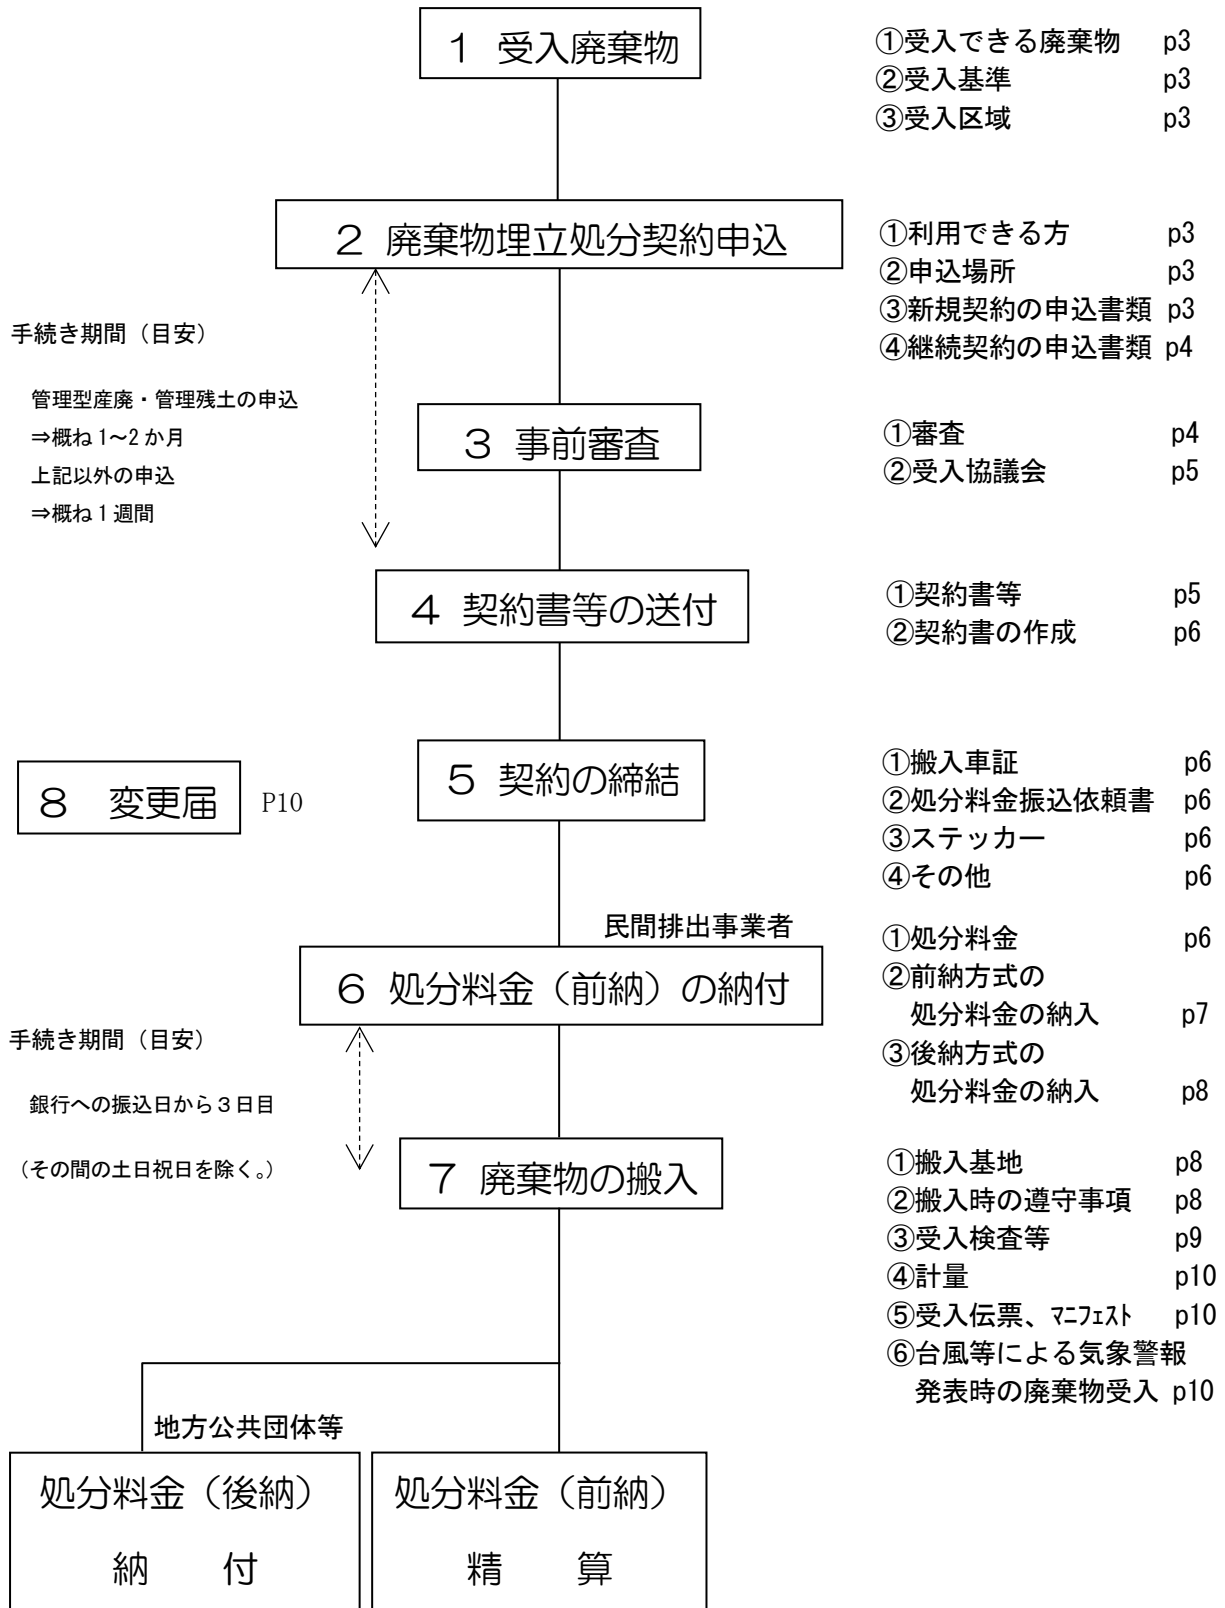 1 受入廃棄物
①受入できる廃棄物 p3
②受入基準 p3
③受入区域 p3
2 廃棄物埋立処分契約申込
①利用できる方 p3
②申込場所 p3
③新規契約の申込書類 p3
④継続契約の申込書類 p4
手続き期間（目安）
管理型産廃・管理残土の申込
⇒概ね1～2か月
上記以外の申込
⇒概ね1週間
3 事前審査
①審査 p4
②受入協議会 p5
4 契約書等の送付
①契約書等 p5
②契約書の作成 p6
5 契約の締結
①搬入車証 p6
②処分料金振込依頼書 p6
③ステッカー p6
④その他 p6
8 変更届 P10
民間排出事業者
6 処分料金（前納）の納付
①処分料金 p6
②前納方式の
処分料金の納入 p7
③後納方式の
処分料金の納入 p8
手続き期間（目安）
銀行への振込日から３日目
（その間の土日祝日を除く。）
7 廃棄物の搬入
①搬入基地 p8
②搬入時の遵守事項 p8
③受入検査等 p9
④計量 p10
⑤受入伝票、ﾏﾆﾌｪｽﾄ p10
⑥台風等による気象警報
発表時の廃棄物受入 p10
地方公共団体等
処分料金（後納）
納 付
処分料金（前納）
精 算